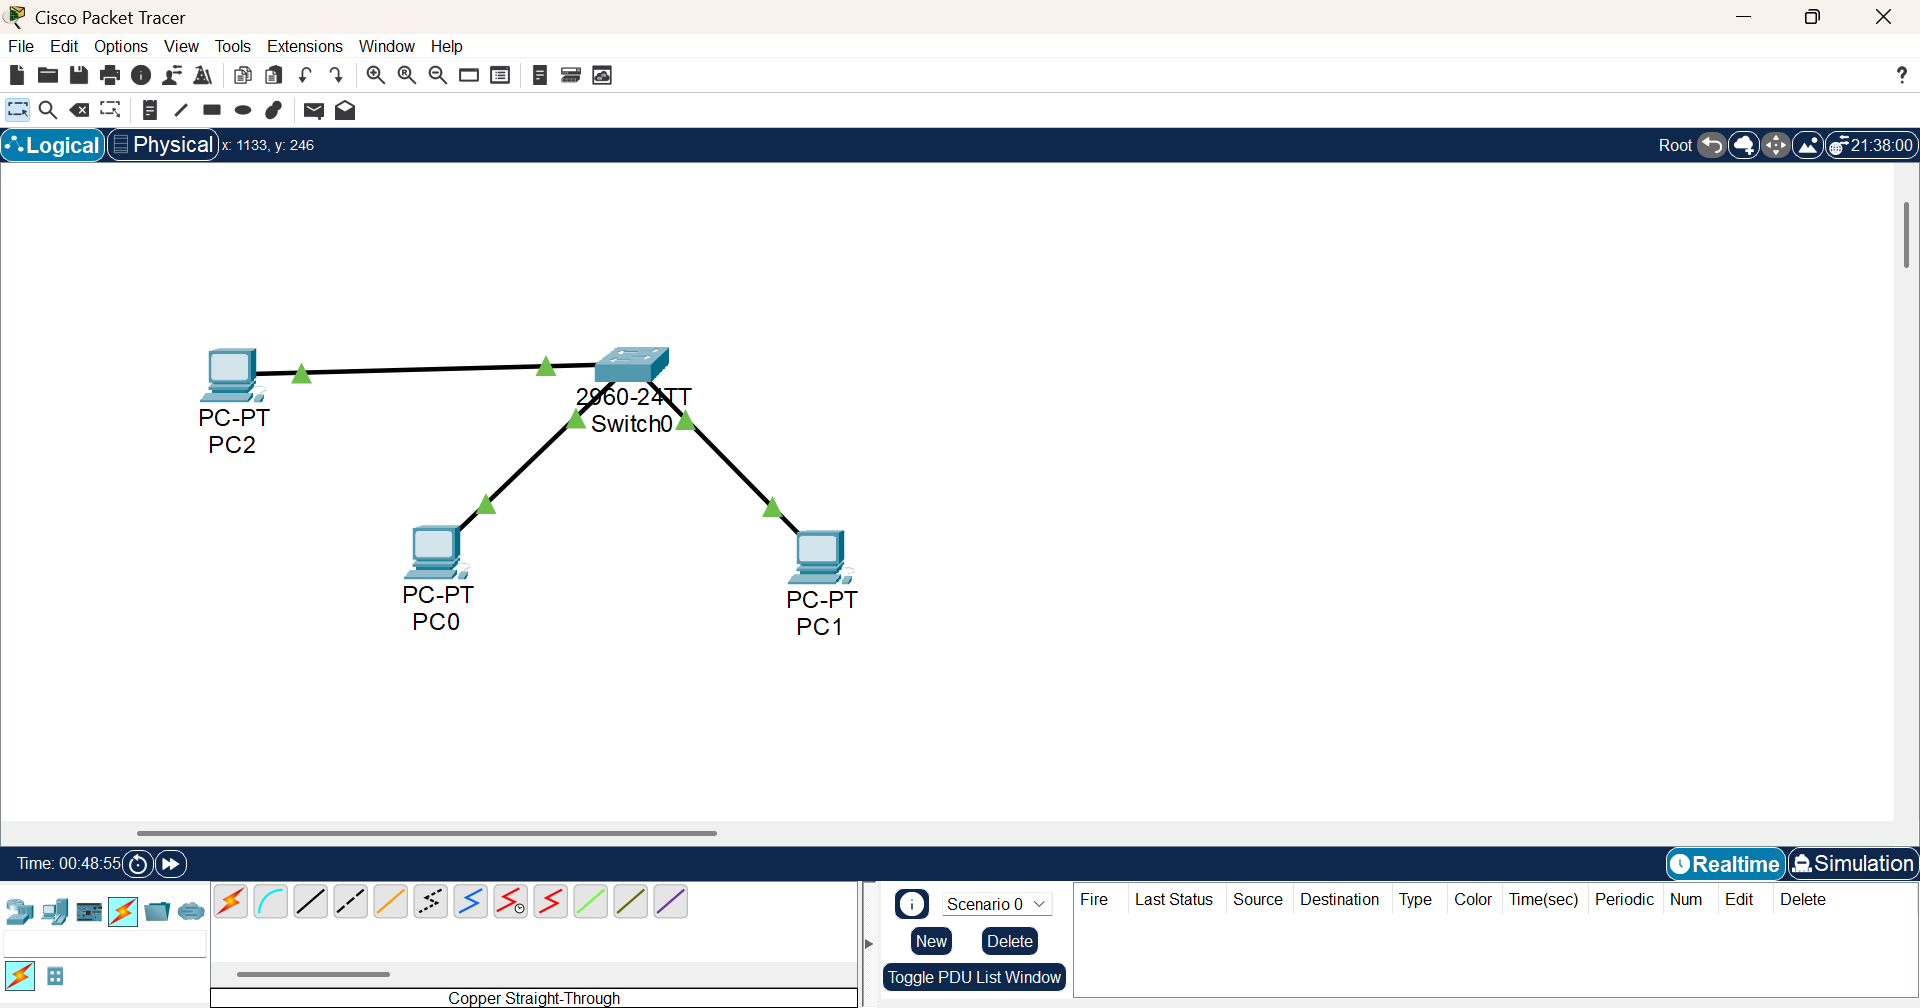 Cisco Packet Tracer
File Edit Options View Tools Extensions Window Help
?
Logical Physical x: 1133, y: 246 Root 21:38:00
2960-24TT
Switch0
PC-PT
PC2
PC-PT
PC0
PC-PT
PC1
Time: 00:48:55 Realtime Simulation
Scenario 0
New Delete
Toggle PDU List Window
Fire Last Status Source Destination Type Color Time(sec) Periodic Num Edit Delete
Copper Straight-Through